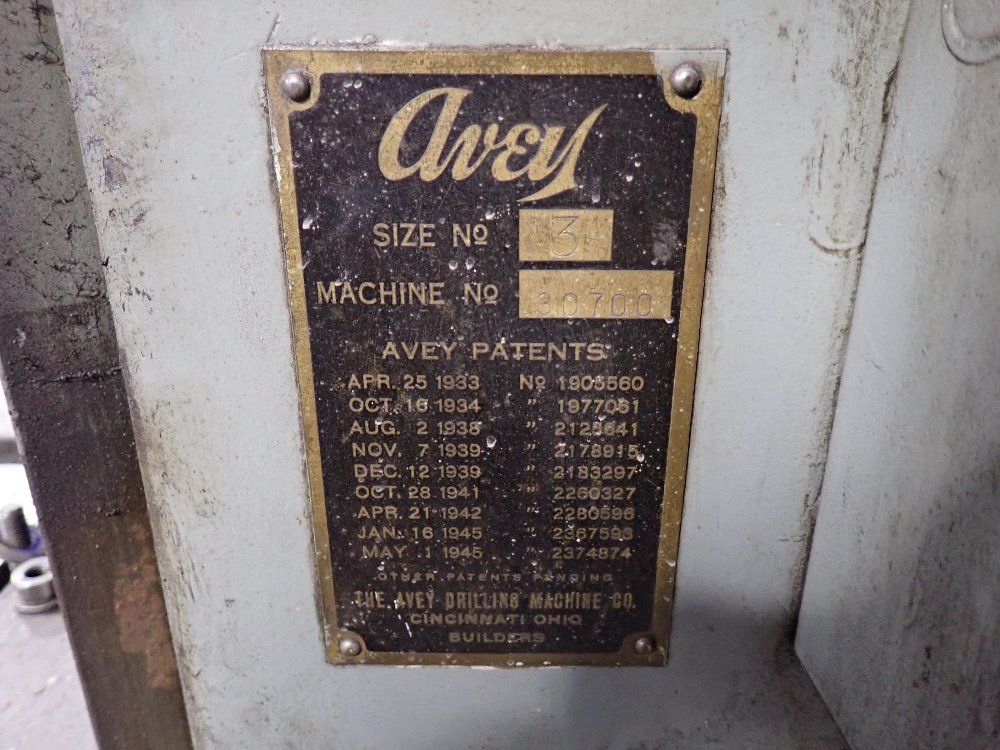 Avey
SIZE No 3
MACHINE No 30700
AVEY PATENTS
APR. 25 1933 No 1905560
OCT. 16 1934 " 1977061
AUG. 2 1938 " 2125641
NOV. 7 1939 " 2178915
DEC. 12 1939 " 2183297
OCT. 28 1941 " 2260327
APR. 21 1942 " 2280596
JAN. 16 1945 " 2367598
MAY. 1 1945 " 2374874
OTHER PATENTS PENDING
THE AVEY DRILLING MACHINE CO.
CINCINNATI OHIO
BUILDERS